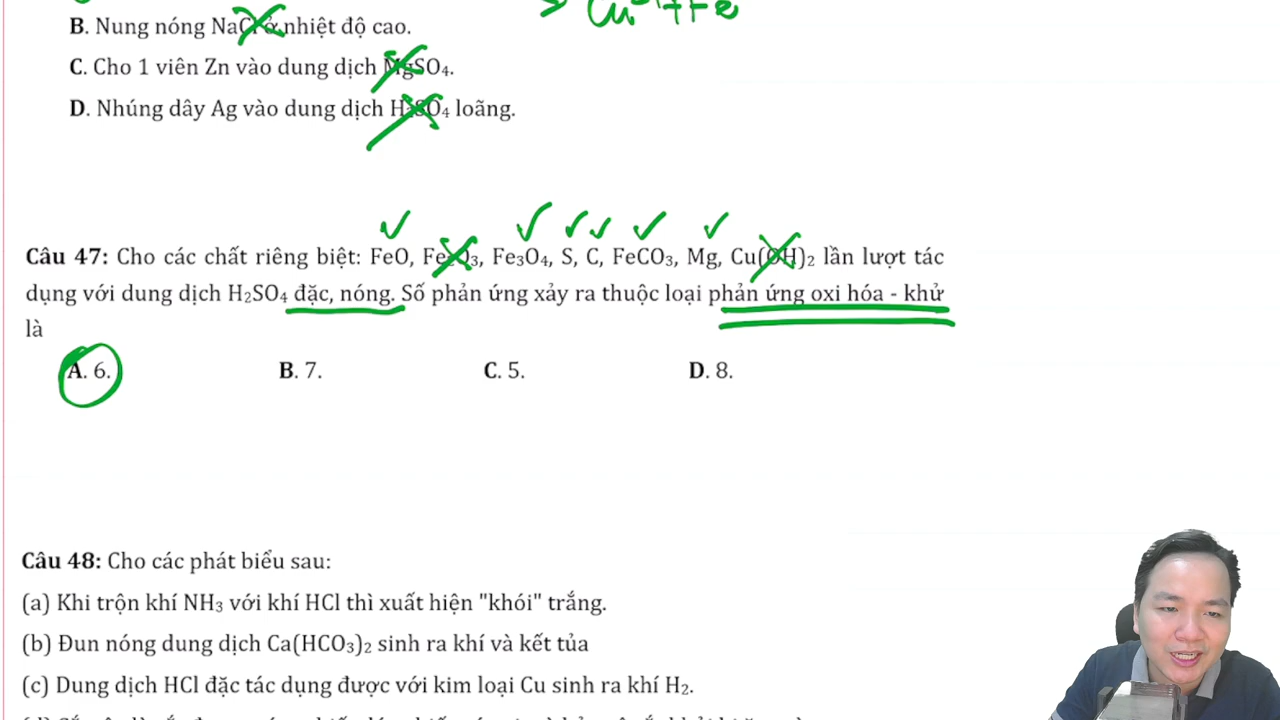 Cu²⁺ + Fe
B. Nung nóng NaCl ở nhiệt độ cao.
C. Cho 1 viên Zn vào dung dịch MgSO₄.
D. Nhúng dây Ag vào dung dịch H₂SO₄ loãng.
Câu 47: Cho các chất riêng biệt: FeO, Fe₂O₃, Fe₃O₄, S, C, FeCO₃, Mg, Cu(OH)₂ lần lượt tác
dụng với dung dịch H₂SO₄ đặc, nóng. Số phản ứng xảy ra thuộc loại phản ứng oxi hóa - khử
là
A. 6. B. 7. C. 5. D. 8.
Câu 48: Cho các phát biểu sau:
(a) Khi trộn khí NH₃ với khí HCl thì xuất hiện "khói" trắng.
(b) Đun nóng dung dịch Ca(HCO₃)₂ sinh ra khí và kết tủa
(c) Dung dịch HCl đặc tác dụng được với kim loại Cu sinh ra khí H₂.